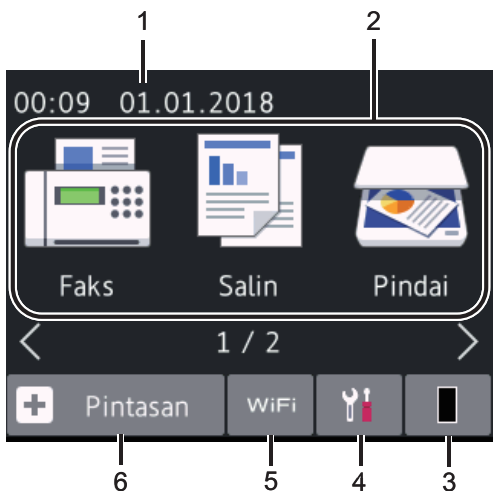 1 2
00:09 01.01.2018
Faks Salin Pindai
1 / 2
Pintasan WiFi
6 5 4 3